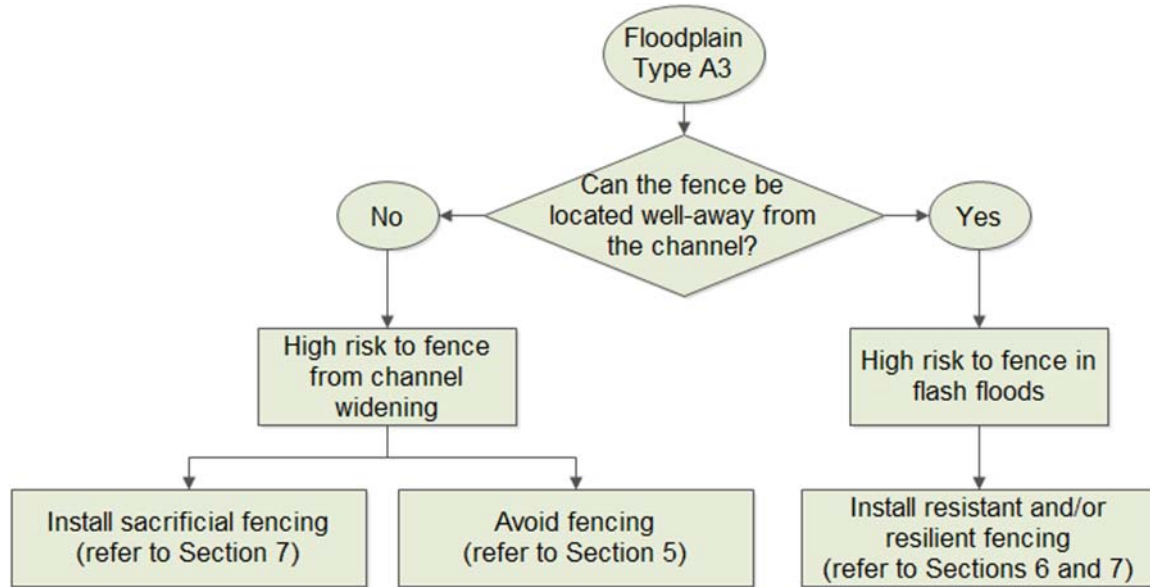 Floodplain
Type A3
Can the fence be
located well-away from
the channel?
No
Yes
High risk to fence
from channel
widening
High risk to fence in
flash floods
Install sacrificial fencing
(refer to Section 7)
Avoid fencing
(refer to Section 5)
Install resistant and/or
resilient fencing
(refer to Sections 6 and 7)